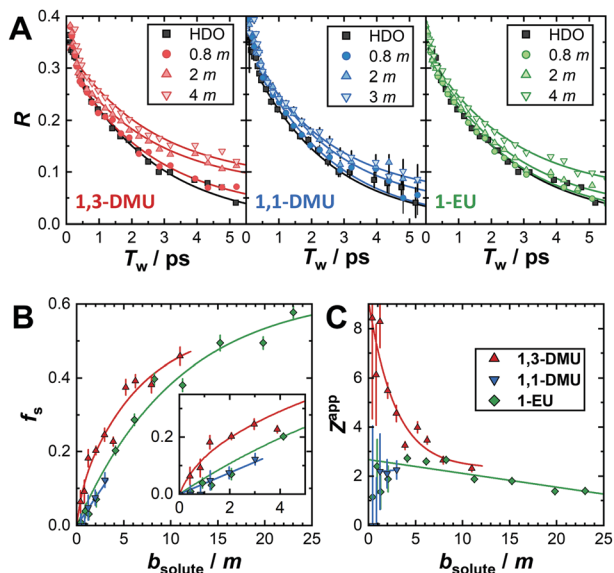 A
R
0.4
0.3
0.2
0.1
0.0
HDO
0.8 m
2 m
4 m
1,3-DMU
0 1 2 3 4 5
Tw / ps
HDO
0.8 m
2 m
3 m
1,1-DMU
0 1 2 3 4 5
Tw / ps
HDO
0.8 m
2 m
4 m
1-EU
0 1 2 3 4 5
Tw / ps
B
fs
0.6
0.4
0.2
0.0
0.2
0.0
0 2 4
0 5 10 15 20 25
bsolute / m
C
Zapp
8
6
4
2
0
1,3-DMU
1,1-DMU
1-EU
0 5 10 15 20 25
bsolute / m